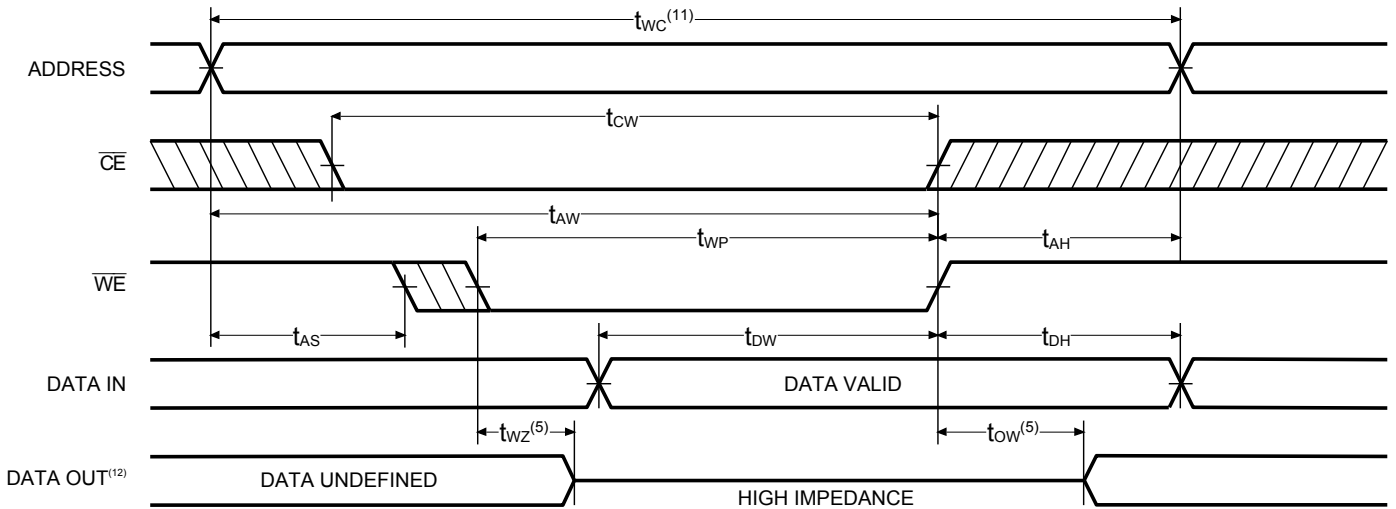 tWC(11)
ADDRESS
tCW
CE
tAW
tWP
tAH
WE
tAS
tDW
tDH
DATA IN
DATA VALID
tWZ(5)
tOW(5)
DATA OUT(12)
DATA UNDEFINED
HIGH IMPEDANCE